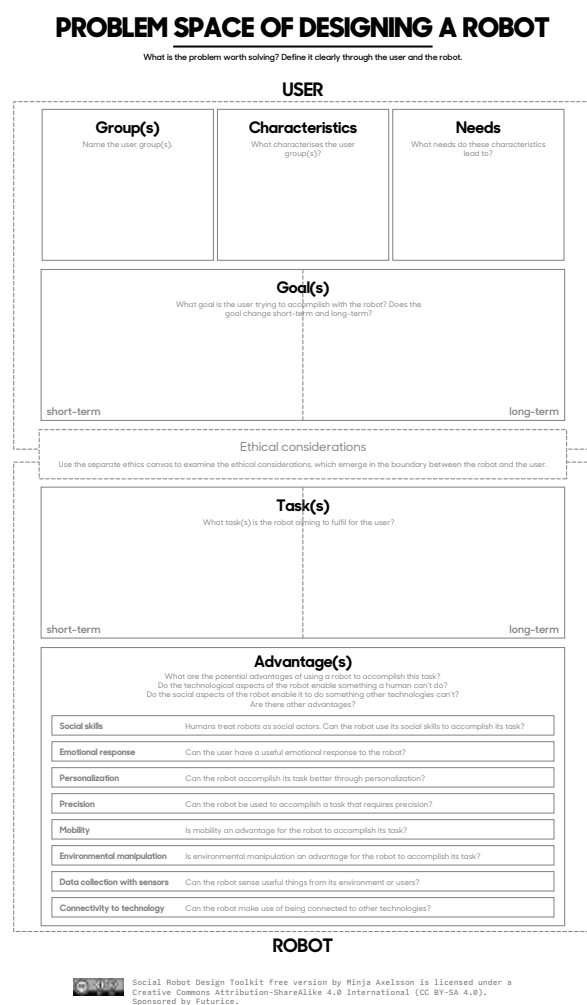 PROBLEM SPACE OF DESIGNING A ROBOT
What is the problem worth solving? Define it clearly through the user and the robot.
USER
Group(s)
Name the user group(s).
Characteristics
What characterises the user
group(s)?
Needs
What needs do these characteristics
lead to?
Goal(s)
What goal is the user trying to accomplish with the robot? Does the
goal change short-term and long-term?
short-term
long-term
Ethical considerations
Use the separate ethics canvas to examine the ethical considerations, which emerge in the boundary between the robot and the user.
Task(s)
What task(s) is the robot aiming to fulfil for the user?
short-term
long-term
Advantage(s)
What are the potential advantages of using a robot to accomplish this task?
Do the technological aspects of the robot enable something a human can't do?
Do the social aspects of the robot enable it to do something other technologies can't?
Are there other advantages?
Social skills Humans treat robots as social actors. Can the robot use its social skills to accomplish its task?
Emotional response Can the user have a useful emotional response to the robot?
Personalization Can the robot accomplish its task better through personalization?
Precision Can the robot be used to accomplish a task that requires precision?
Mobility Is mobility an advantage for the robot to accomplish its task?
Environmental manipulation Is environmental manipulation an advantage for the robot to accomplish its task?
Data collection with sensors Can the robot sense useful things from its environment or users?
Connectivity to technology Can the robot make use of being connected to other technologies?
ROBOT
Social Robot Design Toolkit free version by Minja Axelsson is licensed under a
Creative Commons Attribution-ShareAlike 4.0 International (CC BY-SA 4.0).
Sponsored by Futurice.